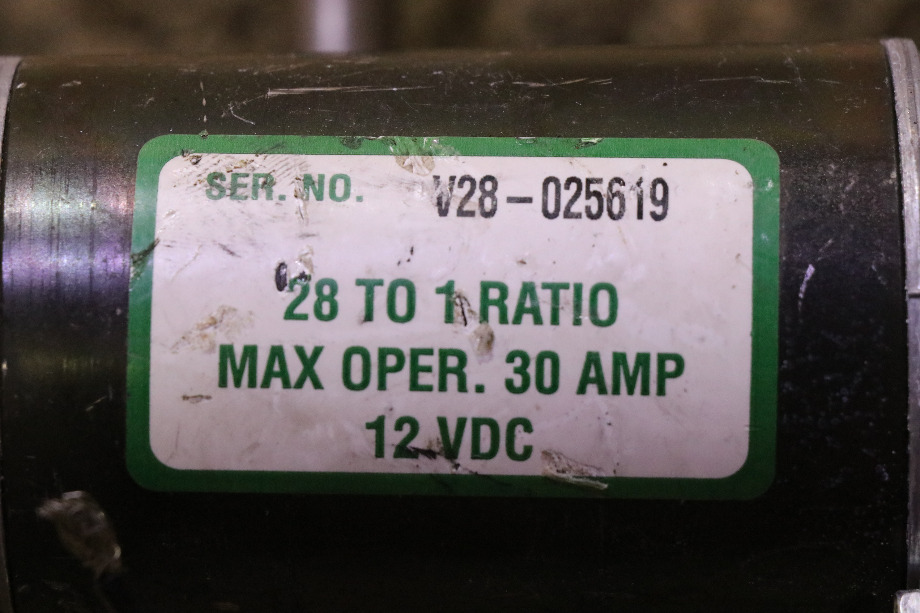 SER. NO. V28-025619
28 TO 1 RATIO
MAX OPER. 30 AMP
12 VDC